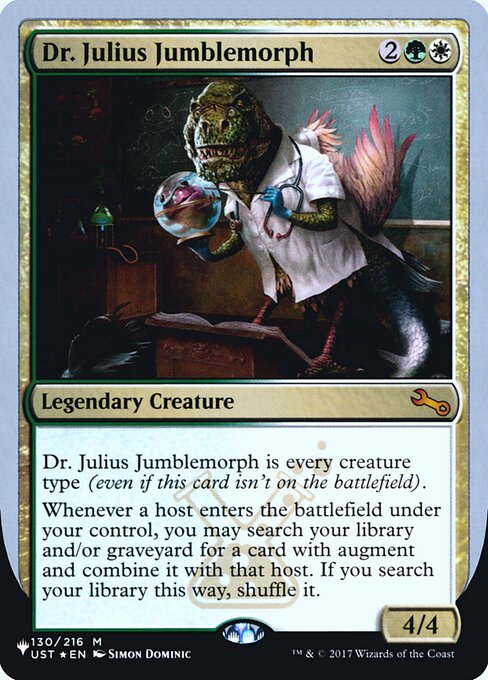 Dr. Julius Jumblemorph 2
Legendary Creature
Dr. Julius Jumblemorph is every creature
type (even if this card isn't on the battlefield).
Whenever a host enters the battlefield under
your control, you may search your library
and/or graveyard for a card with augment
and combine it with that host. If you search
your library this way, shuffle it.
4/4
130/216 M
UST ★ EN Simon Dominic
™ & © 2017 Wizards of the Coast